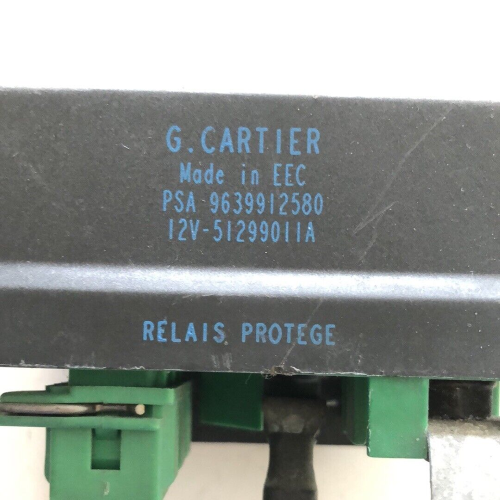 G. CARTIER
Made in EEC
PSA 9639912580
12V-51299011A
RELAIS PROTEGE